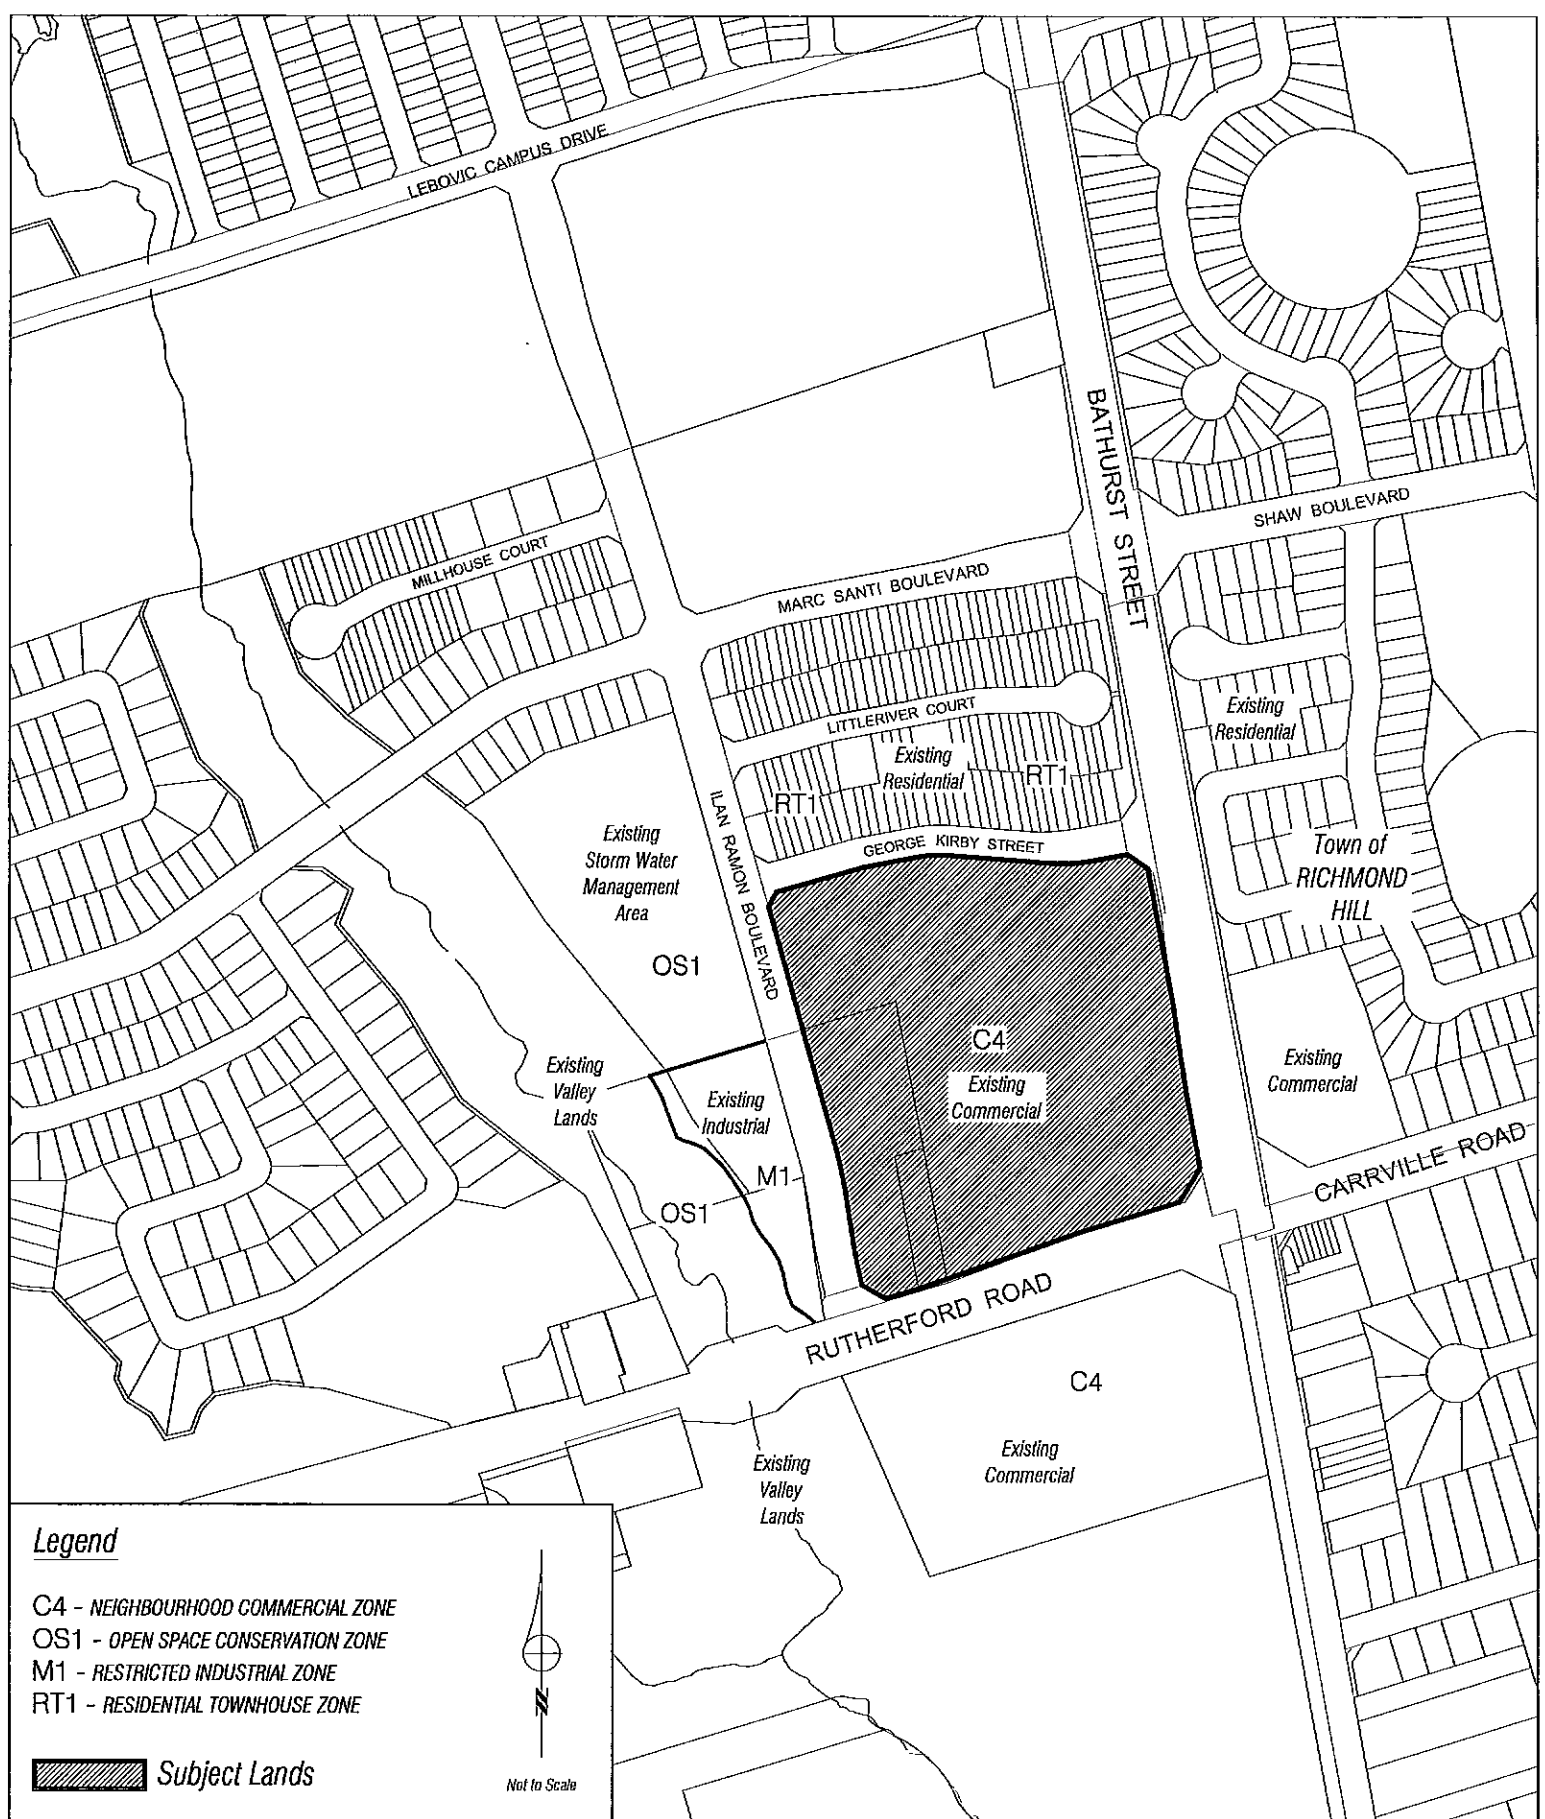 LEBOVIC CAMPUS DRIVE
BATHURST STREET
SHAW BOULEVARD
MILLHOUSE COURT
MARC SANTI BOULEVARD
LITTLERIVER COURT
Existing
Residential
Existing
Residential
RT1
RT1
ILAN RAMON BOULEVARD
GEORGE KIRBY STREET
Existing
Storm Water
Management
Area
OS1
Town of
RICHMOND
HILL
C4
Existing
Commercial
Existing
Commercial
Existing
Valley
Lands
Existing
Industrial
M1
OS1
CARRVILLE ROAD
RUTHERFORD ROAD
C4
Existing
Commercial
Existing
Valley
Lands
Legend
C4 - NEIGHBOURHOOD COMMERCIAL ZONE
OS1 - OPEN SPACE CONSERVATION ZONE
M1 - RESTRICTED INDUSTRIAL ZONE
RT1 - RESIDENTIAL TOWNHOUSE ZONE
Subject Lands
N
Not to Scale